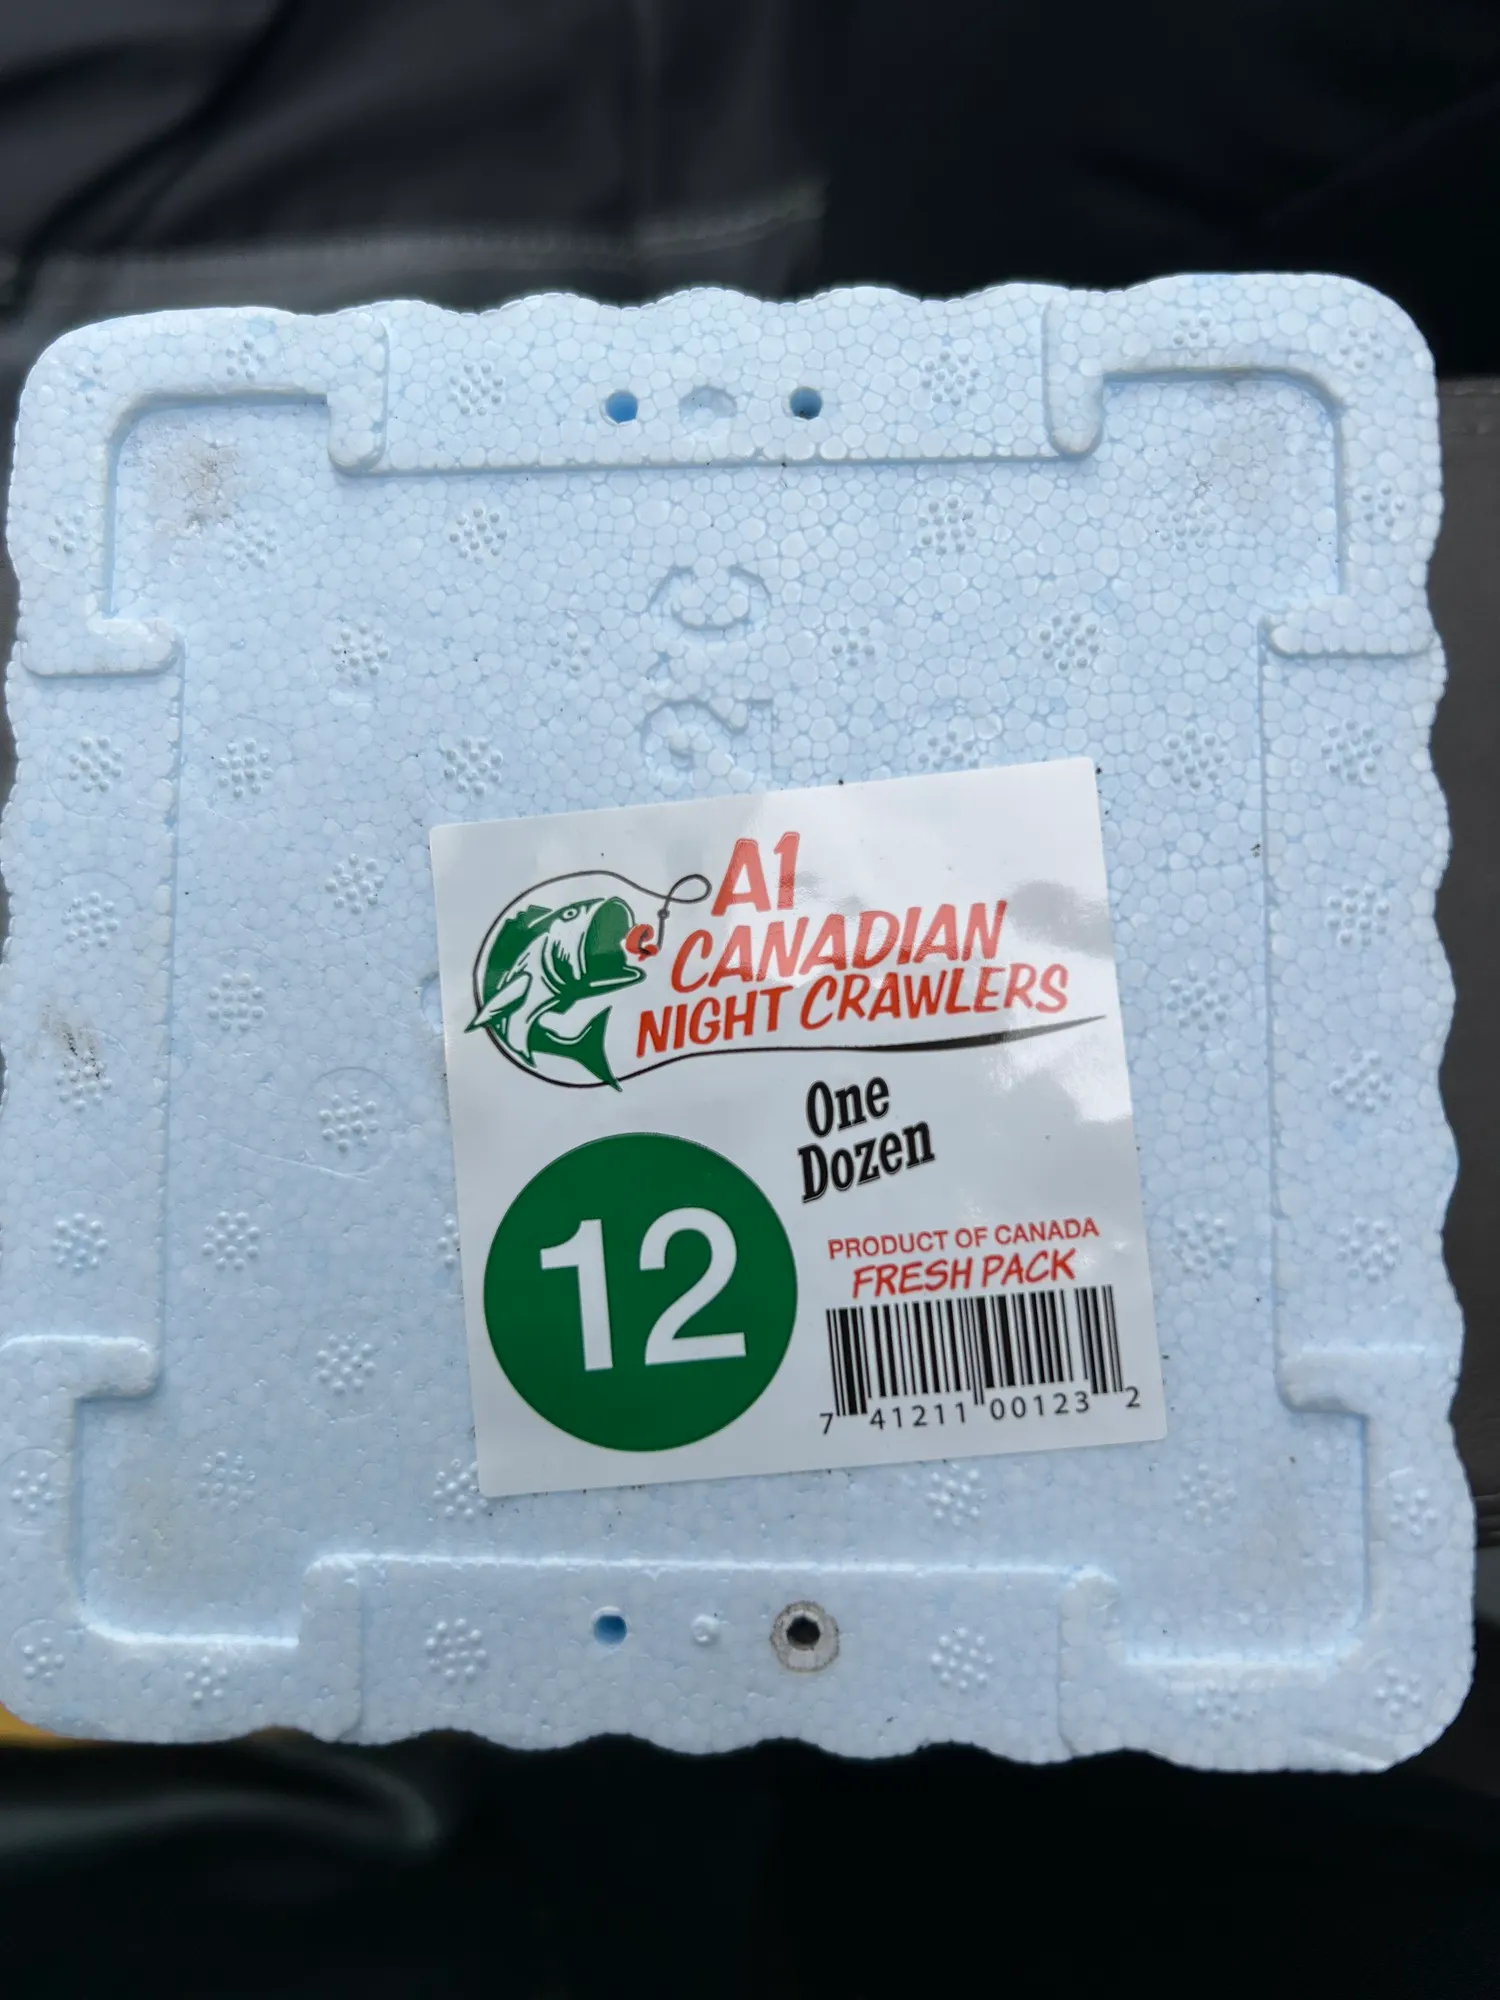 A1
CANADIAN
NIGHT CRAWLERS
One
Dozen
12
PRODUCT OF CANADA
FRESH PACK
7 41211 00123 2